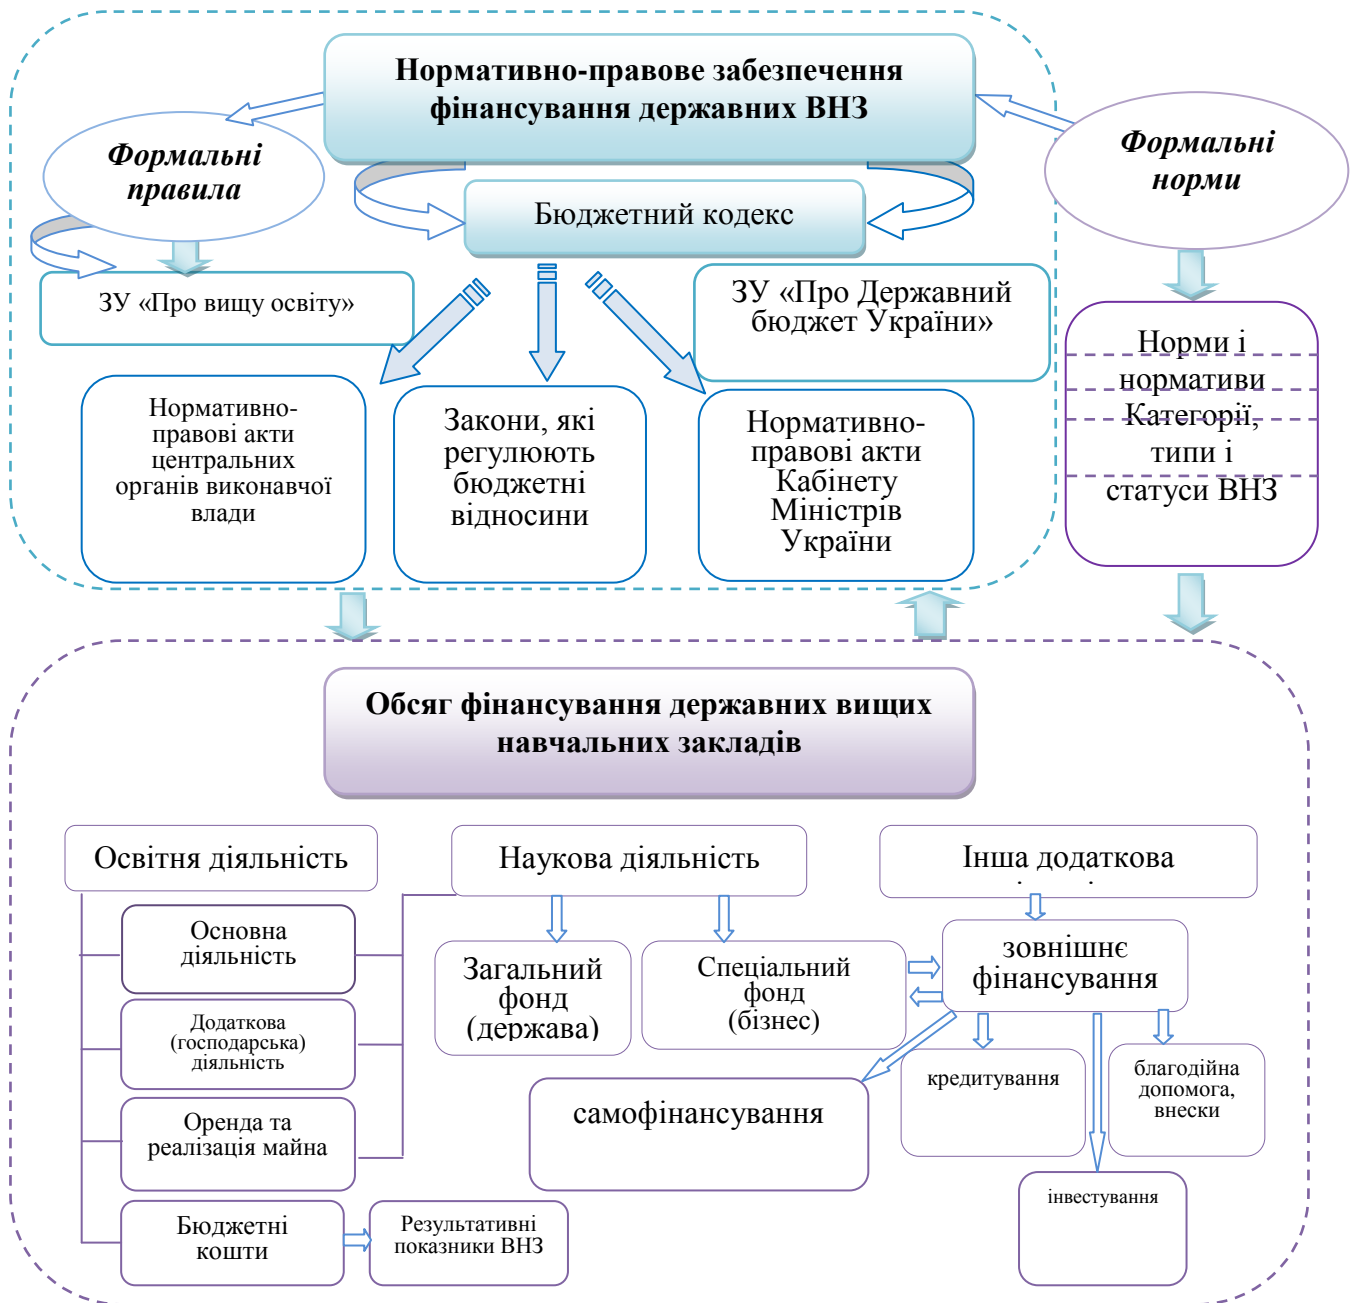 Нормативно-правове забезпечення
фінансування державних ВНЗ
Формальні
правила
Формальні
норми
Бюджетний кодекс
ЗУ «Про вищу освіту»
ЗУ «Про Державний
бюджет України»
Норми і
нормативи
Категорії,
типи і
статуси ВНЗ
Нормативно-
правові акти
центральних
органів виконавчої
влади
Закони, які
регулюють
бюджетні
відносини
Нормативно-
правові акти
Кабінету
Міністрів
України
Обсяг фінансування державних вищих
навчальних закладів
Освітня діяльність
Наукова діяльність
Інша додаткова
Основна
діяльність
Загальний
фонд
(держава)
Спеціальний
фонд
(бізнес)
зовнішнє
фінансування
Додаткова
(господарська)
діяльність
самофінансування
кредитування
благодійна
допомога,
внески
Оренда та
реалізація майна
інвестування
Бюджетні
кошти
Результативні
показники ВНЗ